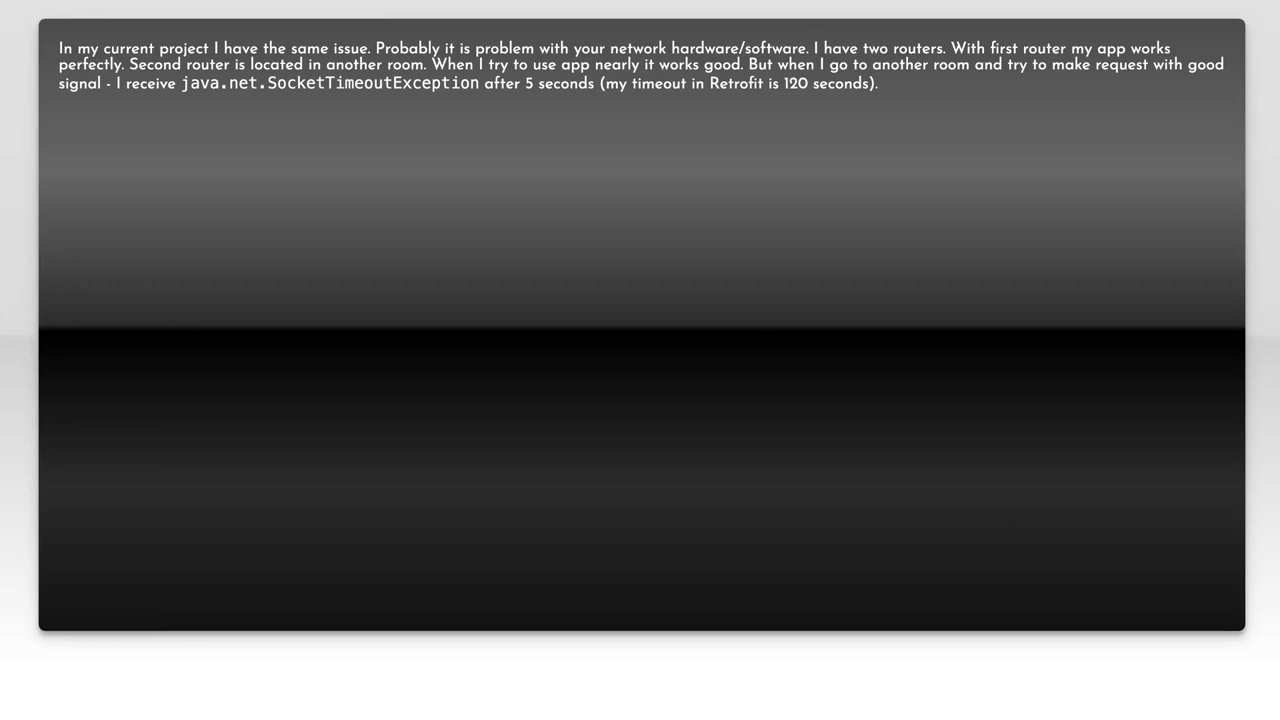 In my current project I have the same issue. Probably it is problem with your network hardware/software. I have two routers. With first router my app works
perfectly. Second router is located in another room. When I try to use app nearly it works good. But when I go to another room and try to make request with good
signal - I receive java.net.SocketTimeoutException after 5 seconds (my timeout in Retrofit is 120 seconds).